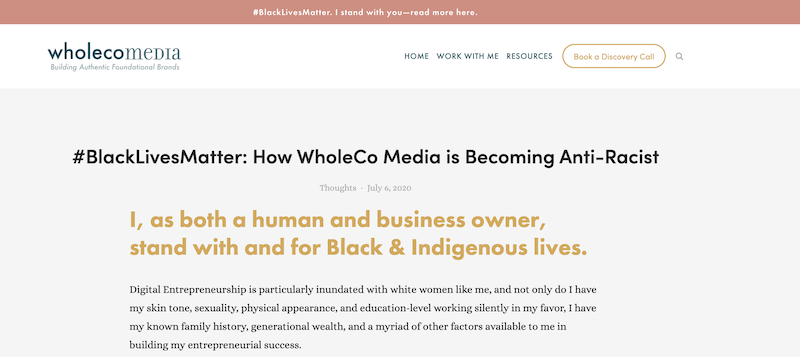 #BlackLivesMatter. I stand with you—read more here.
wholecomedia
Building Authentic Foundational Brands
HOME WORK WITH ME RESOURCES Book a Discovery Call
#BlackLivesMatter: How WholeCo Media is Becoming Anti-Racist
Thoughts · July 6, 2020
I, as both a human and business owner,
stand with and for Black & Indigenous lives.
Digital Entrepreneurship is particularly inundated with white women like me, and not only do I have
my skin tone, sexuality, physical appearance, and education-level working silently in my favor, I have
my known family history, generational wealth, and a myriad of other factors available to me in
building my entrepreneurial success.